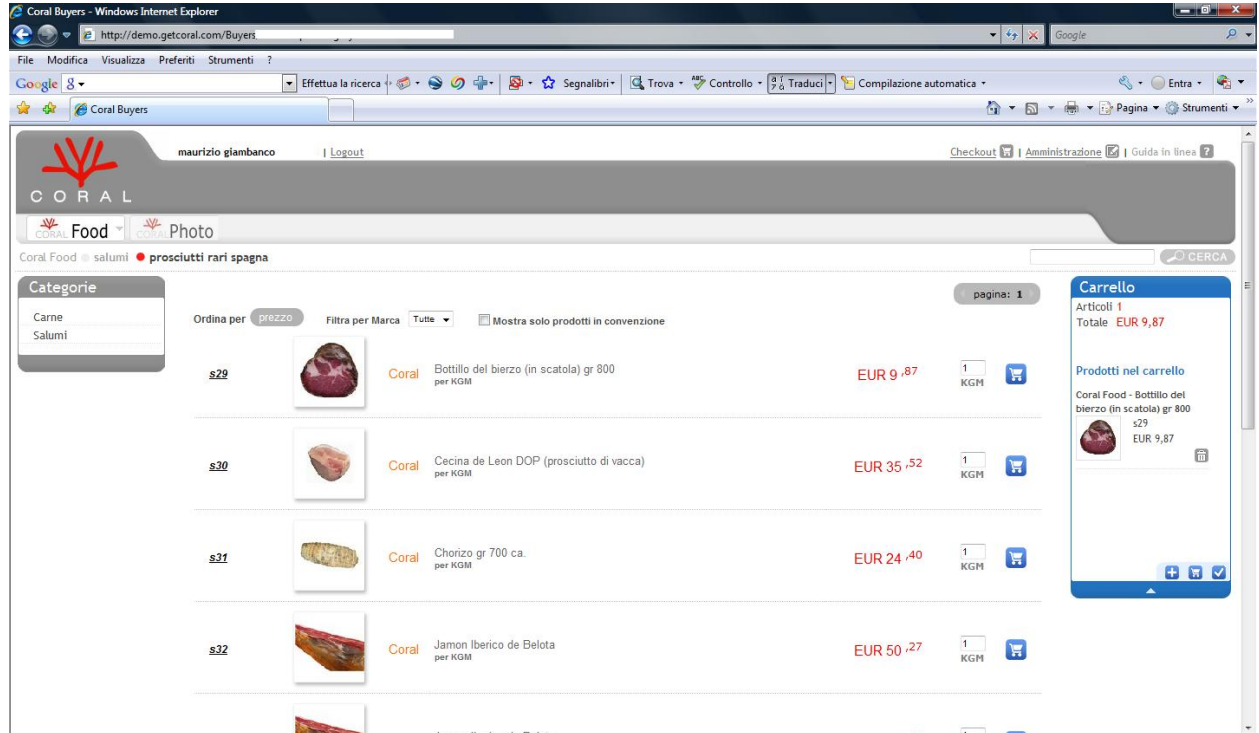 Coral Buyers - Windows Internet Explorer
http://demo.getcoral.com/Buyers
Google
File Modifica Visualizza Preferiti Strumenti ?
Google Effettua la ricerca Segnalibri Trova Controllo Traduci Compilazione automatica Entra
Coral Buyers Pagina Strumenti
maurizio giambanco | Logout Checkout | Amministrazione | Guida in linea ?
CORAL
CORAL Food CORAL Photo
Coral Food salumi prosciutti rari spagna CERCA
Categorie
Carne
Salumi
pagina: 1
Ordina per prezzo Filtra per Marca Tutte Mostra solo prodotti in convenzione
s29 Coral Bottillo del bierzo (in scatola) gr 800 EUR 9 ,87 1
per KGM KGM
s30 Coral Cecina de Leon DOP (prosciutto di vacca) EUR 35 ,52 1
per KGM KGM
s31 Coral Chorizo gr 700 ca. EUR 24 ,40 1
per KGM KGM
s32 Coral Jamon Iberico de Belota EUR 50 ,27 1
per KGM KGM
Carrello
Articoli 1
Totale EUR 9,87
Prodotti nel carrello
Coral Food - Bottillo del
bierzo (in scatola) gr 800
s29
EUR 9,87